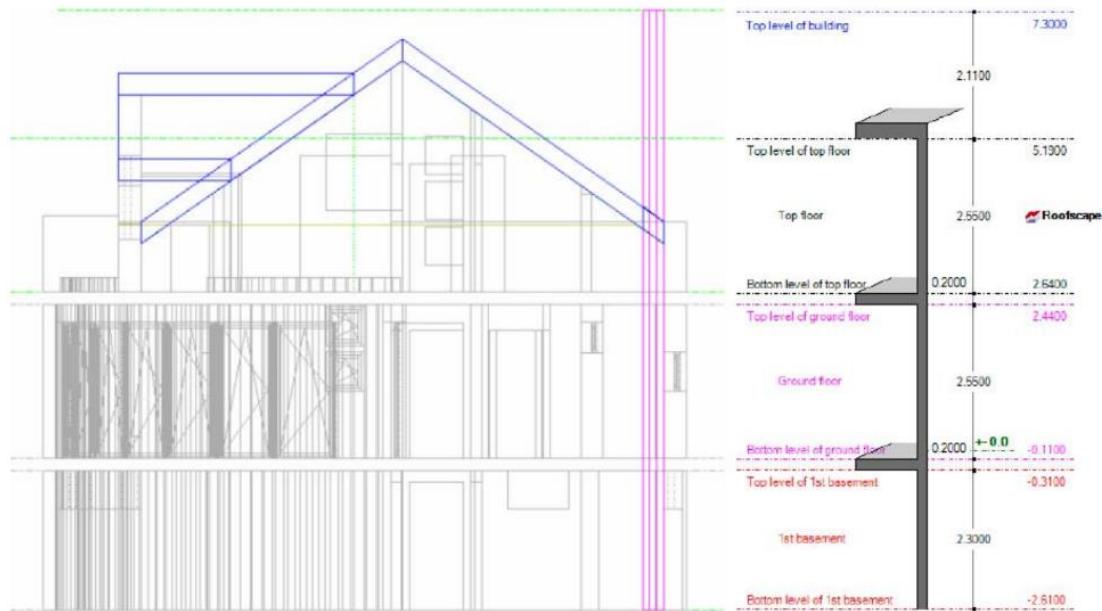 Top level of building 7.3000
2.1100
Top level of top floor 5.1900
Top floor 2.5500 Roofscape
Bottom level of top floor 0.2000 2.6400
Top level of ground floor 2.4400
Ground floor 2.5500
+-0.0
Bottom level of ground floor 0.2000 -0.1100
Top level of 1st basement -0.3100
1st basement 2.3000
Bottom level of 1st basement -2.6100